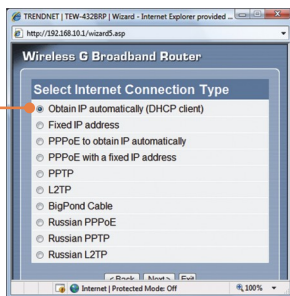 TRENDNET | TEW-432BRP | Wizard - Internet Explorer provided ...
http://192.168.10.1/wizard5.asp
Wireless G Broadband Router
Select Internet Connection Type
Obtain IP automatically (DHCP client)
Fixed IP address
PPPoE to obtain IP automatically
PPPoE with a fixed IP address
PPTP
L2TP
BigPond Cable
Russian PPPoE
Russian PPTP
Russian L2TP
< Back Next > Exit
Internet | Protected Mode: Off 100%